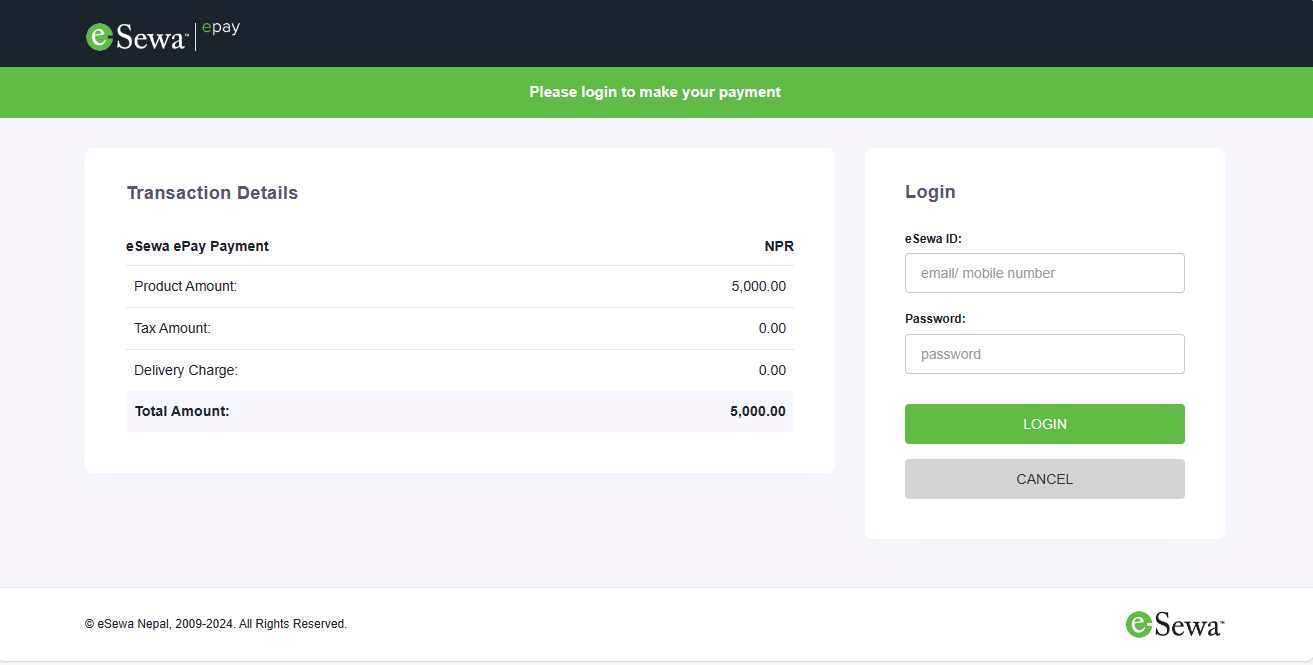 eSewa™ | epay
Please login to make your payment
Transaction Details
eSewa ePay Payment NPR
Product Amount: 5,000.00
Tax Amount: 0.00
Delivery Charge: 0.00
Total Amount: 5,000.00
Login
eSewa ID:
email/ mobile number
Password:
password
LOGIN
CANCEL
© eSewa Nepal, 2009-2024. All Rights Reserved.
eSewa™